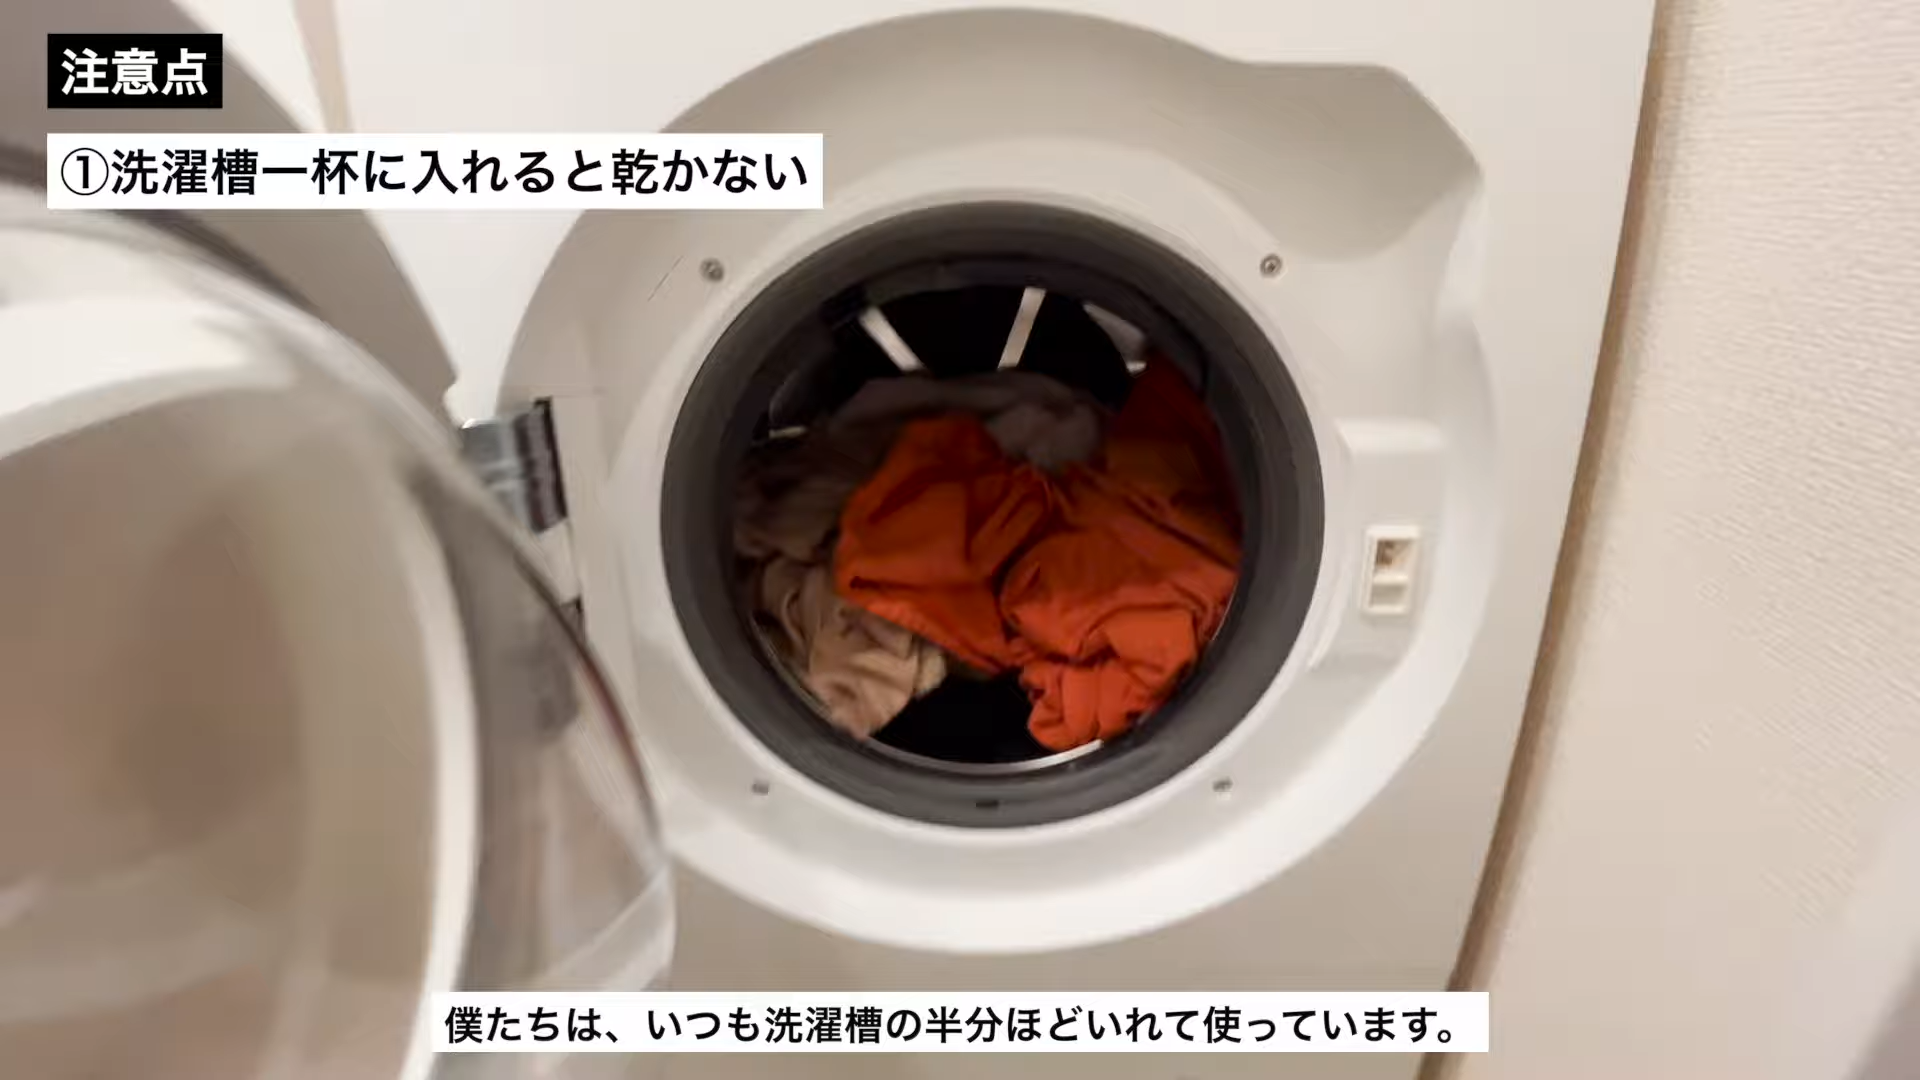 注意点
①洗濯槽一杯に入れると乾かない
僕たちは、いつも洗濯槽の半分ほどいれて使っています。